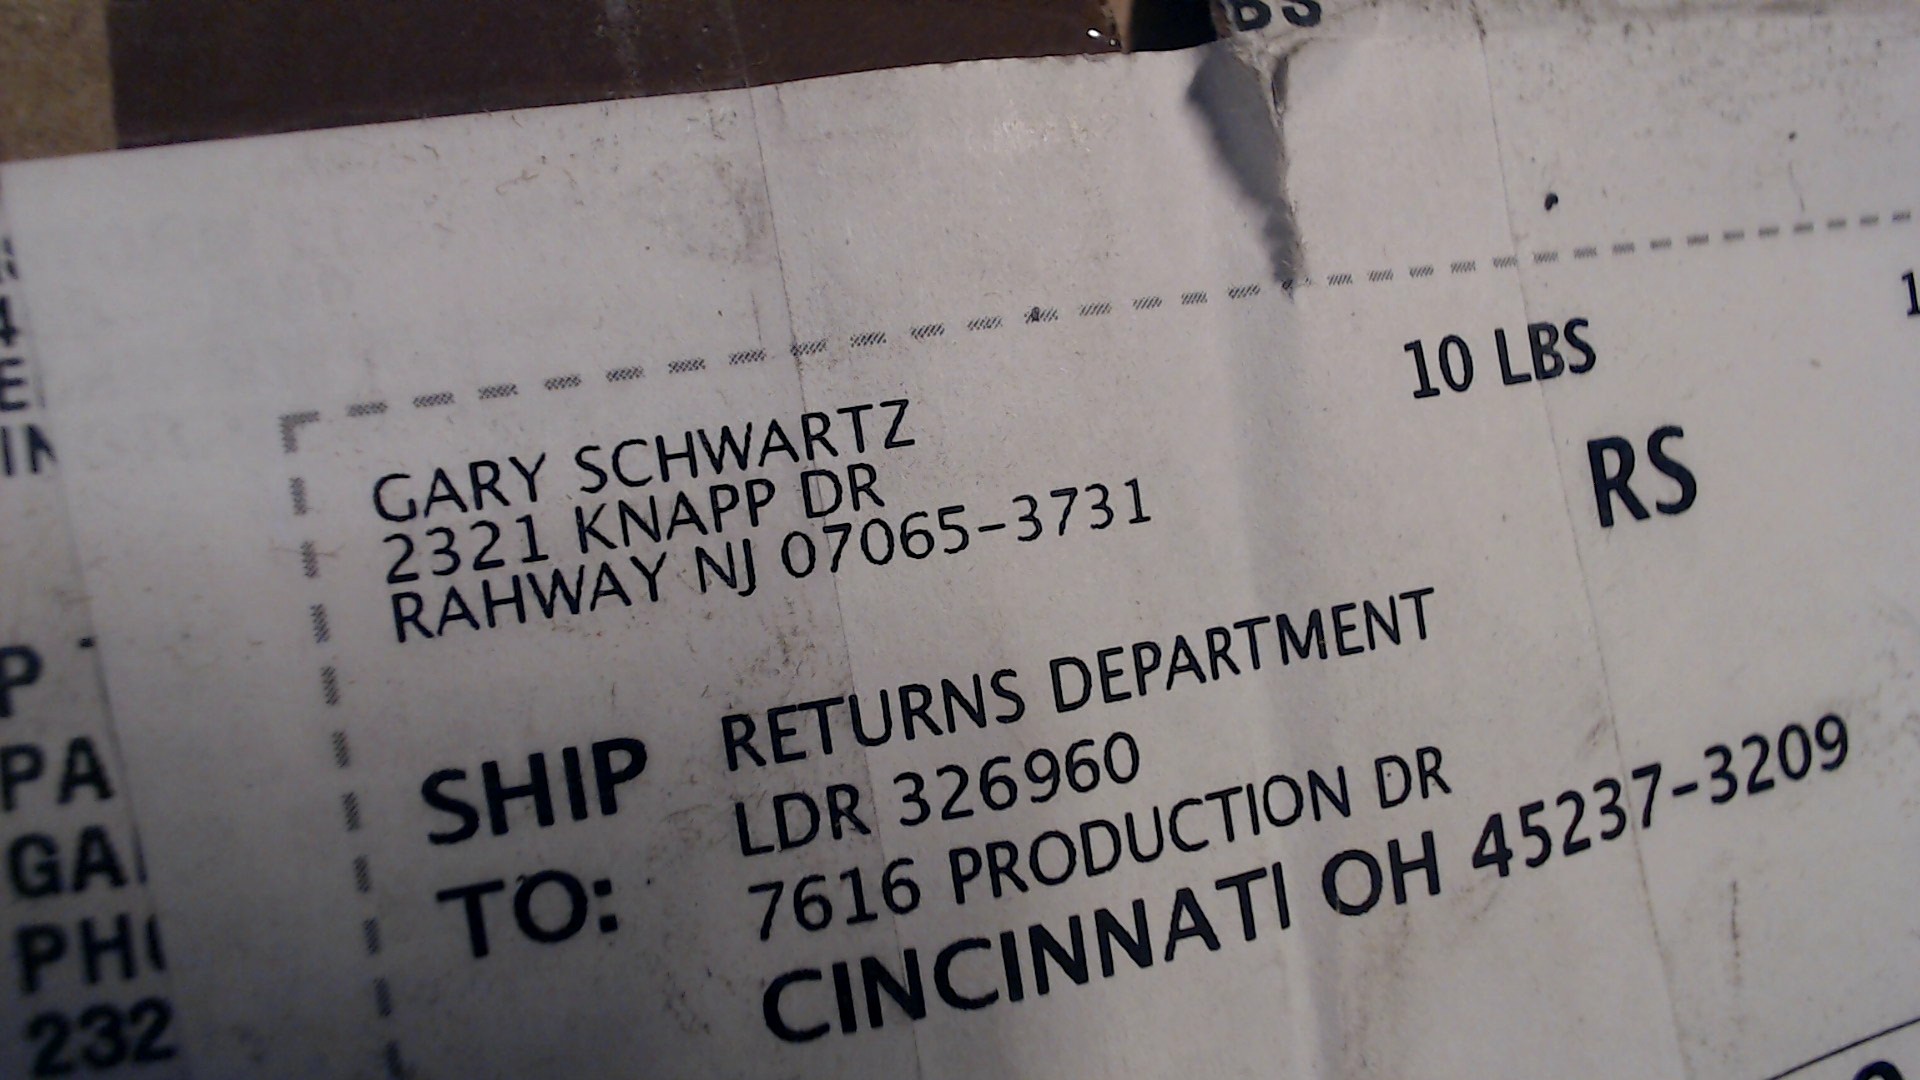 GARY SCHWARTZ
2321 KNAPP DR
RAHWAY NJ 07065-3731
10 LBS
RS
SHIP TO:
RETURNS DEPARTMENT
LDR 326960
7616 PRODUCTION DR
CINCINNATI OH 45237-3209